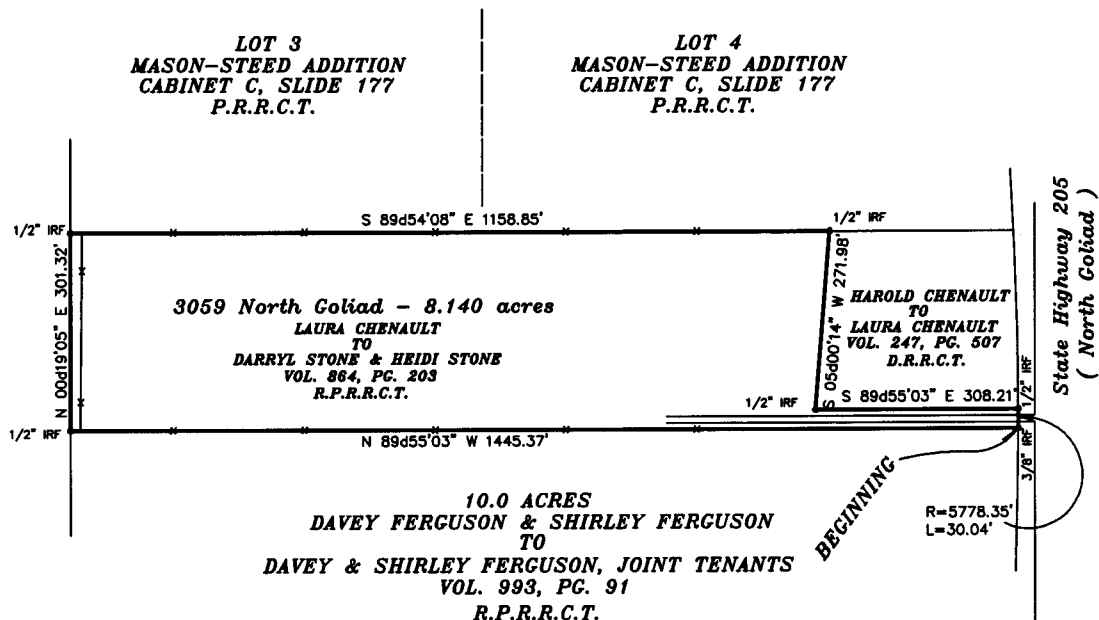 LOT 3
MASON-STEED ADDITION
CABINET C, SLIDE 177
P.R.R.C.T.
LOT 4
MASON-STEED ADDITION
CABINET C, SLIDE 177
P.R.R.C.T.
State Highway 205
( North Goliad )
1/2" IRF
S 89d54'08" E 1158.85'
1/2" IRF
N 00d19'05" E 301.32'
3059 North Goliad - 8.140 acres
LAURA CHENAULT
TO
DARRYL STONE & HEIDI STONE
VOL. 864, PG. 203
R.P.R.R.C.T.
S 05d00'14" W 271.98'
HAROLD CHENAULT
TO
LAURA CHENAULT
VOL. 247, PG. 507
D.R.R.C.T.
1/2" IRF
S 89d55'03" E 308.21'
1/2" IRF
1/2" IRF
N 89d55'03" W 1445.37'
3/8" IRF
BEGINNING
R=5778.35'
L=30.04'
10.0 ACRES
DAVEY FERGUSON & SHIRLEY FERGUSON
TO
DAVEY & SHIRLEY FERGUSON, JOINT TENANTS
VOL. 993, PG. 91
R.P.R.R.C.T.